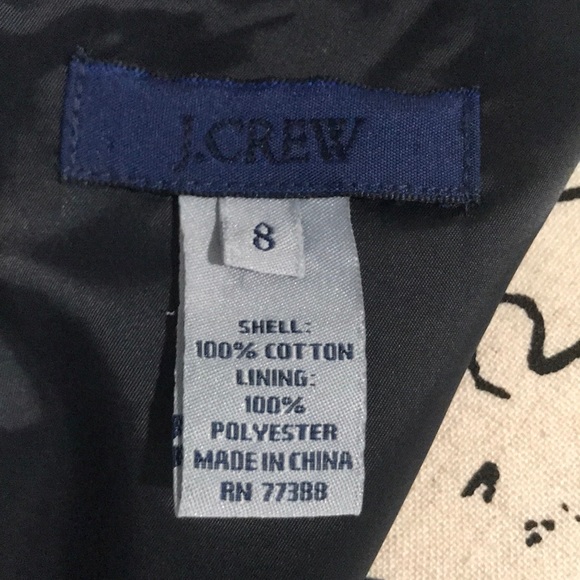 J.CREW
8
SHELL:
100% COTTON
LINING:
100%
POLYESTER
MADE IN CHINA
RN 77388